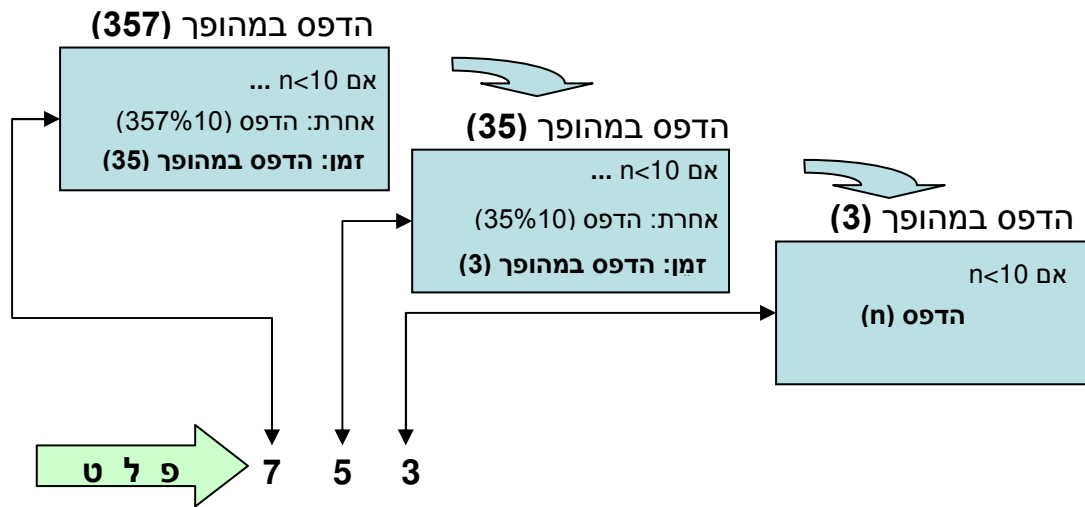 הדפס במהופך (357)
אם n<10 ...
אחרת: הדפס (357%10)
זמן: הדפס במהופך (35)
הדפס במהופך (35)
אם n<10 ...
אחרת: הדפס (35%10)
זמן: הדפס במהופך (3)
הדפס במהופך (3)
אם n<10
הדפס (n)
פ ל ט 7 5 3